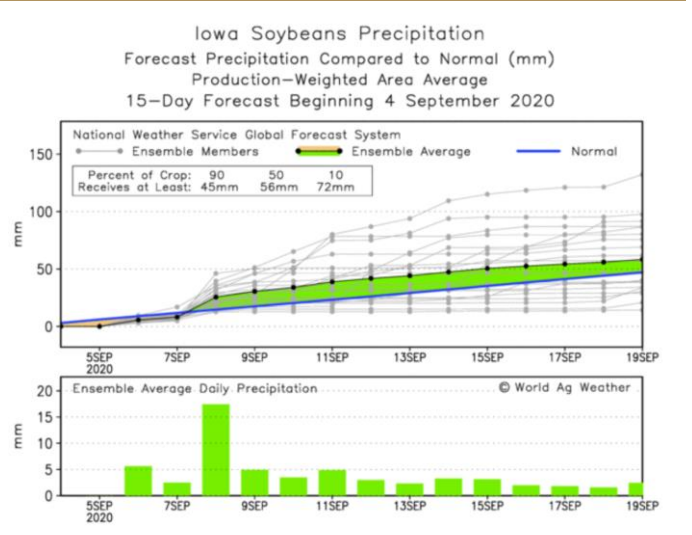 Iowa Soybeans Precipitation
Forecast Precipitation Compared to Normal (mm)
Production-Weighted Area Average
15-Day Forecast Beginning 4 September 2020
National Weather Service Global Forecast System
Ensemble Members Ensemble Average Normal
Percent of Crop: 90 50 10
Receives at Least: 45mm 56mm 72mm
150
100
50
0
mm
5SEP 7SEP 9SEP 11SEP 13SEP 15SEP 17SEP 19SEP
2020
Ensemble Average Daily Precipitation © World Ag Weather
20
15
10
5
0
mm
5SEP 7SEP 9SEP 11SEP 13SEP 15SEP 17SEP 19SEP
2020